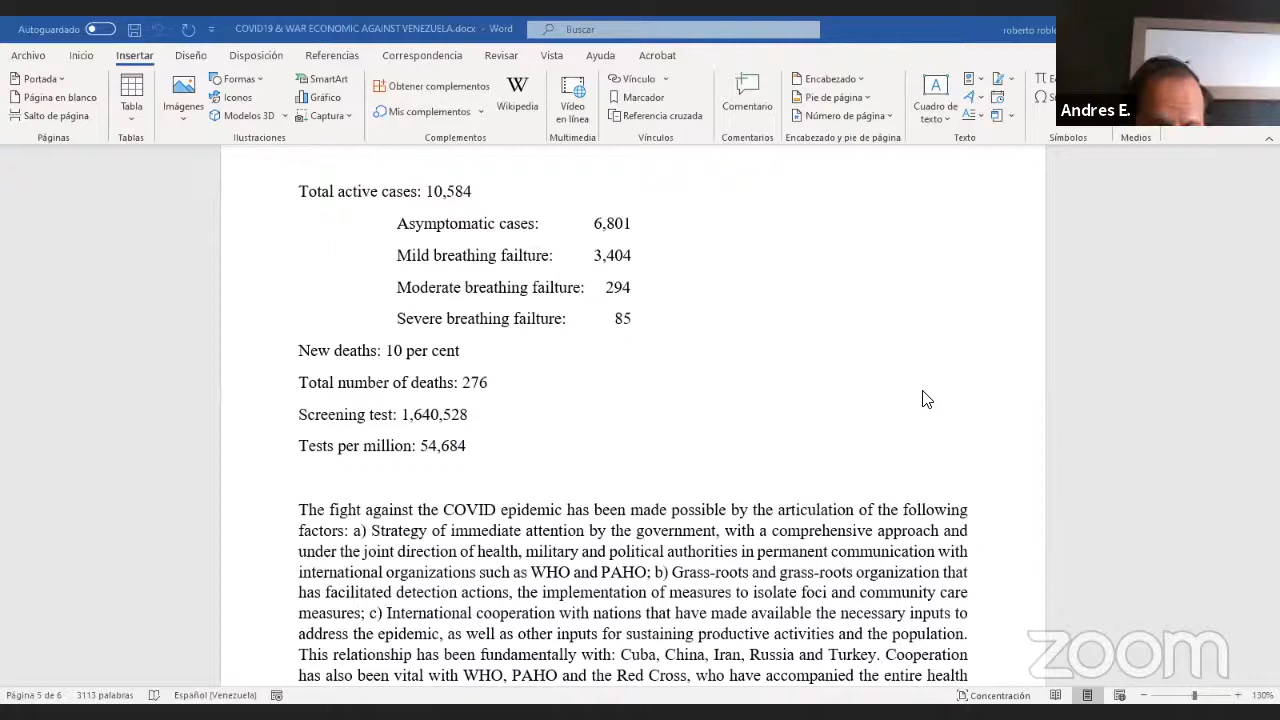 Autoguardado
COVID19 & WAR ECONOMIC AGAINST VENEZUELA.docx - Word
Buscar
roberto robl
Archivo Inicio Insertar Diseño Disposición Referencias Correspondencia Revisar Vista Ayuda Acrobat
Portada
Página en blanco
Salto de página
Páginas
Tabla
Tablas
Imágenes
Formas
Iconos
Modelos 3D
SmartArt
Gráfico
Captura
Ilustraciones
Obtener complementos
Mis complementos
W
Wikipedia
Complementos
Vídeo
en línea
Multimedia
Vínculo
Marcador
Referencia cruzada
Vínculos
Comentario
Comentarios
Encabezado
Pie de página
Número de página
Encabezado y pie de página
Cuadro de
texto
Texto
Símbolos
Medios
Andres E.
Total active cases: 10,584
Asymptomatic cases: 6,801
Mild breathing failture: 3,404
Moderate breathing failture: 294
Severe breathing failture: 85
New deaths: 10 per cent
Total number of deaths: 276
Screening test: 1,640,528
Tests per million: 54,684
The fight against the COVID epidemic has been made possible by the articulation of the following
factors: a) Strategy of immediate attention by the government, with a comprehensive approach and
under the joint direction of health, military and political authorities in permanent communication with
international organizations such as WHO and PAHO; b) Grass-roots and grass-roots organization that
has facilitated detection actions, the implementation of measures to isolate foci and community care
measures; c) International cooperation with nations that have made available the necessary inputs to
address the epidemic, as well as other inputs for sustaining productive activities and the population.
This relationship has been fundamentally with: Cuba, China, Iran, Russia and Turkey. Cooperation
has also been vital with WHO, PAHO and the Red Cross, who have accompanied the entire health
zoom
Página 5 de 6 3113 palabras Español (Venezuela) Concentración 130%